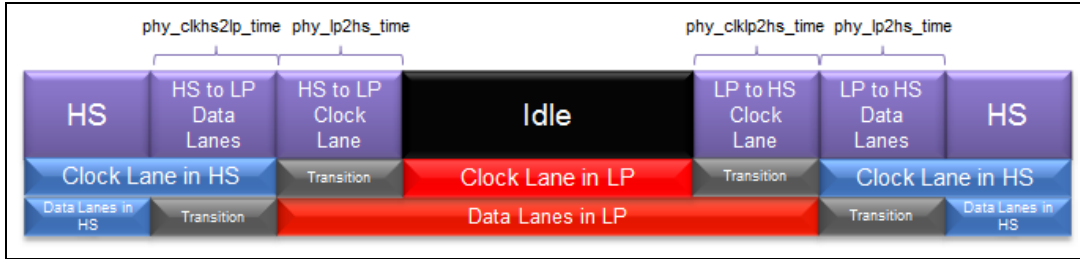 phy_clkhs2lp_time phy_lp2hs_time phy_clklp2hs_time phy_lp2hs_time
HS
HS to LP
Data
Lanes
HS to LP
Clock
Lane
Idle
LP to HS
Clock
Lane
LP to HS
Data
Lanes
HS
Clock Lane in HS
Transition
Clock Lane in LP
Transition
Clock Lane in HS
Data Lanes in
HS
Transition
Data Lanes in LP
Transition
Data Lanes in
HS